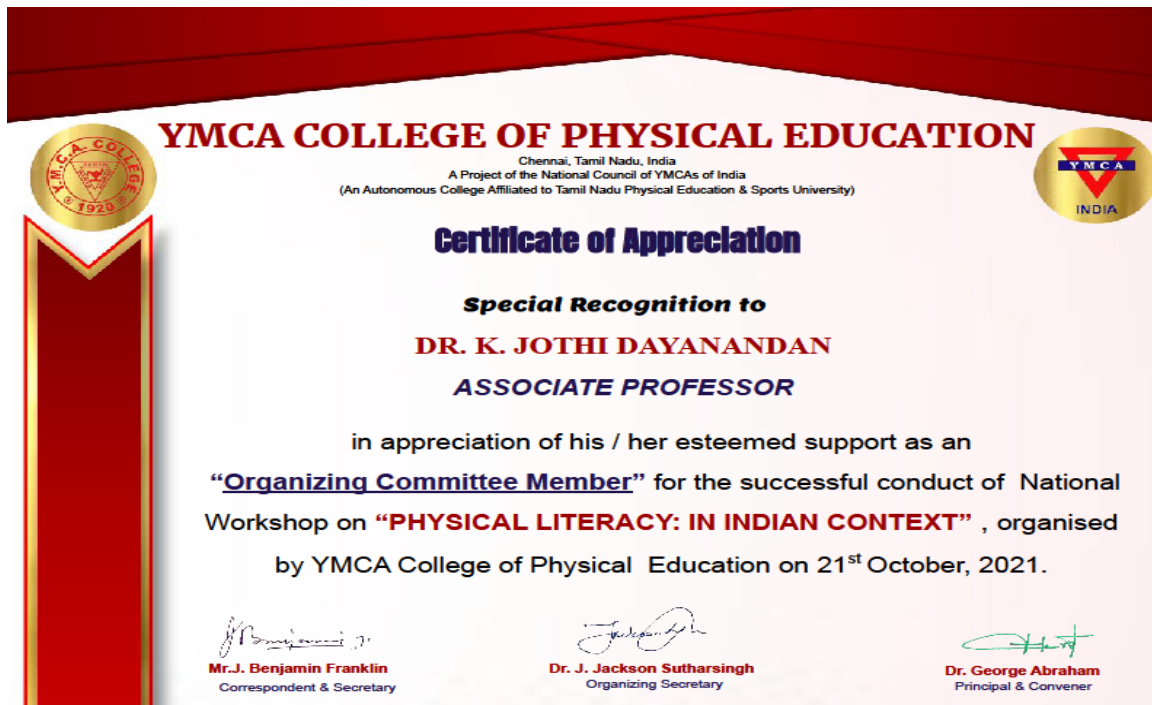 YMCA COLLEGE OF PHYSICAL EDUCATION
Chennai, Tamil Nadu, India
A Project of the National Council of YMCAs of India
(An Autonomous College Affiliated to Tamil Nadu Physical Education & Sports University)
Y.M.C.A. COLLEGE
1920
YMCA
INDIA
Certificate of Appreciation
Special Recognition to
DR. K. JOTHI DAYANANDAN
ASSOCIATE PROFESSOR
in appreciation of his / her esteemed support as an
“Organizing Committee Member” for the successful conduct of National
Workshop on “PHYSICAL LITERACY: IN INDIAN CONTEXT” , organised
by YMCA College of Physical Education on 21st October, 2021.
Mr.J. Benjamin Franklin
Correspondent & Secretary
Dr. J. Jackson Sutharsingh
Organizing Secretary
Dr. George Abraham
Principal & Convener